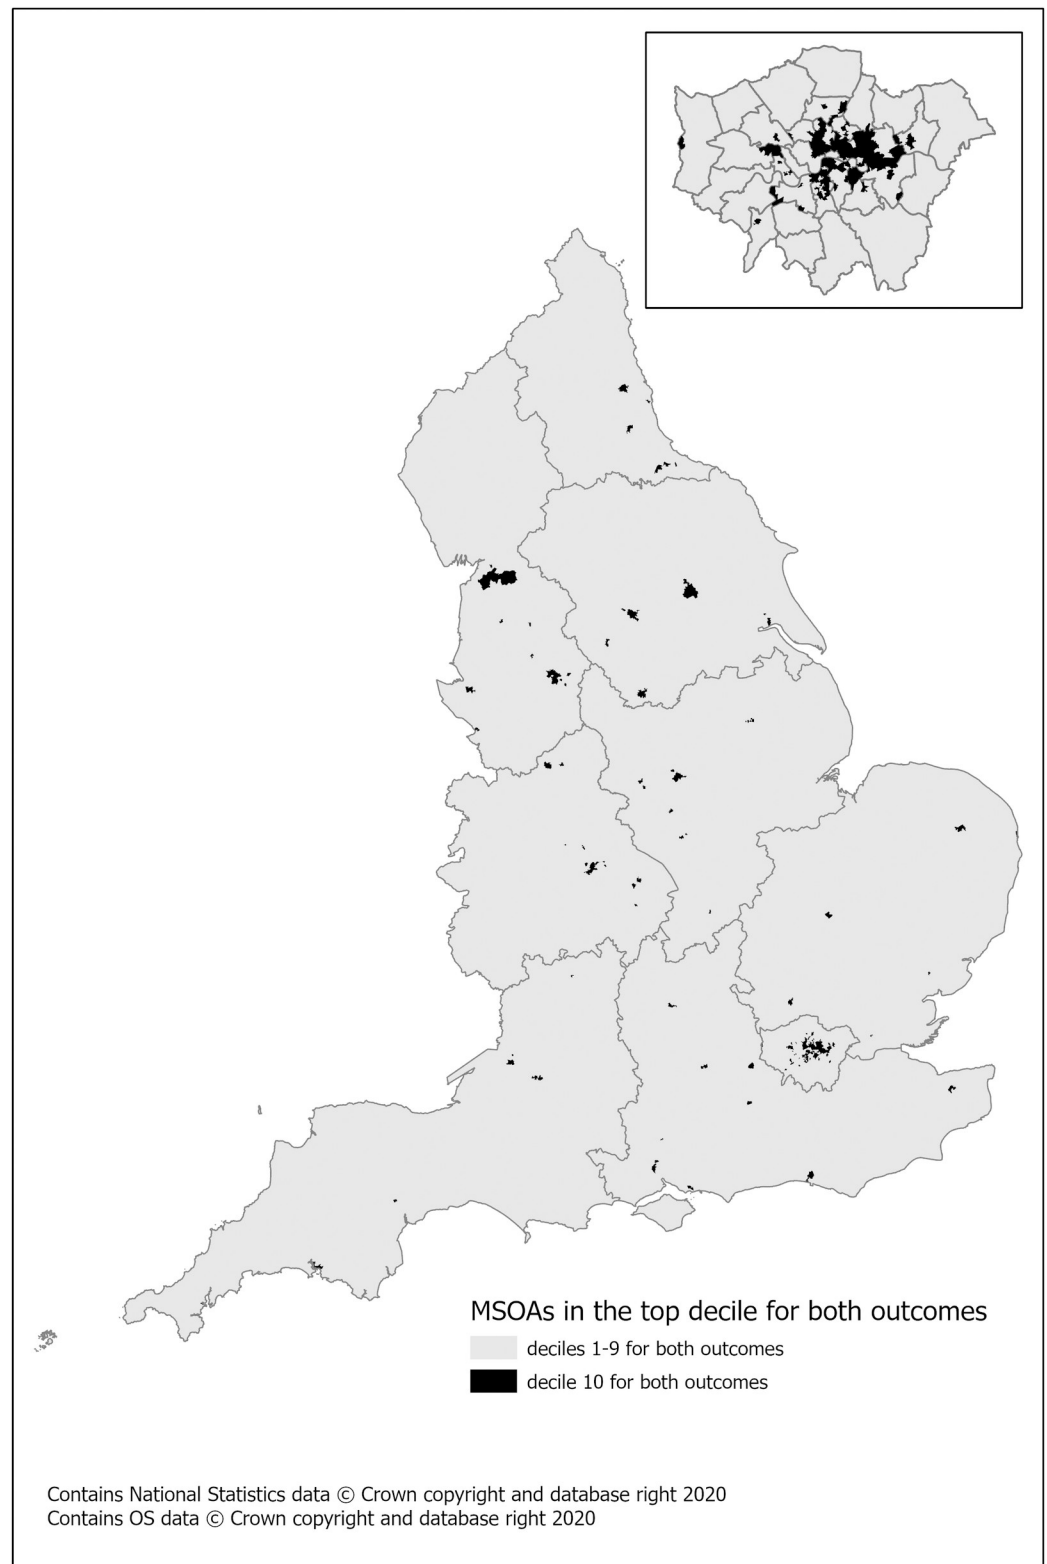 MSOAs in the top decile for both outcomes
deciles 1-9 for both outcomes
decile 10 for both outcomes
Contains National Statistics data © Crown copyright and database right 2020
Contains OS data © Crown copyright and database right 2020